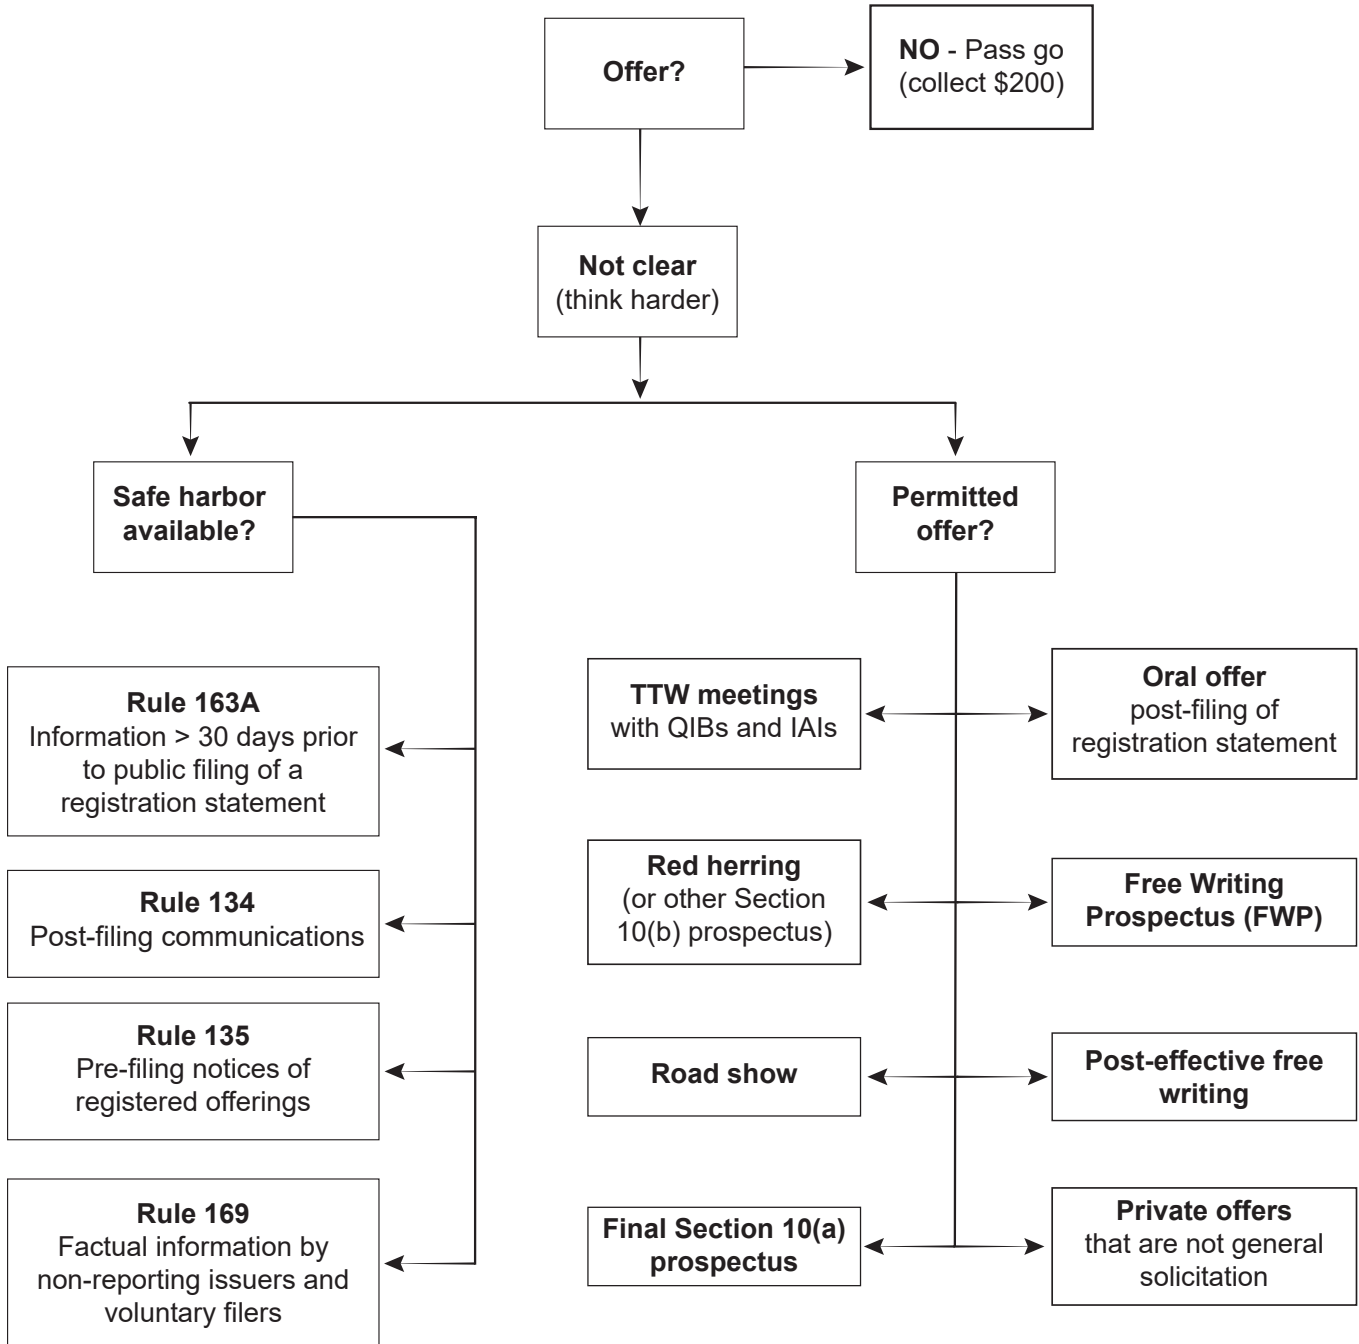 Offer?
NO - Pass go
(collect $200)
Not clear
(think harder)
Safe harbor
available?
Permitted
offer?
Rule 163A
Information > 30 days prior
to public filing of a
registration statement
Rule 134
Post-filing communications
Rule 135
Pre-filing notices of
registered offerings
Rule 169
Factual information by
non-reporting issuers and
voluntary filers
TTW meetings
with QIBs and IAIs
Oral offer
post-filing of
registration statement
Red herring
(or other Section
10(b) prospectus)
Free Writing
Prospectus (FWP)
Road show
Post-effective free
writing
Final Section 10(a)
prospectus
Private offers
that are not general
solicitation